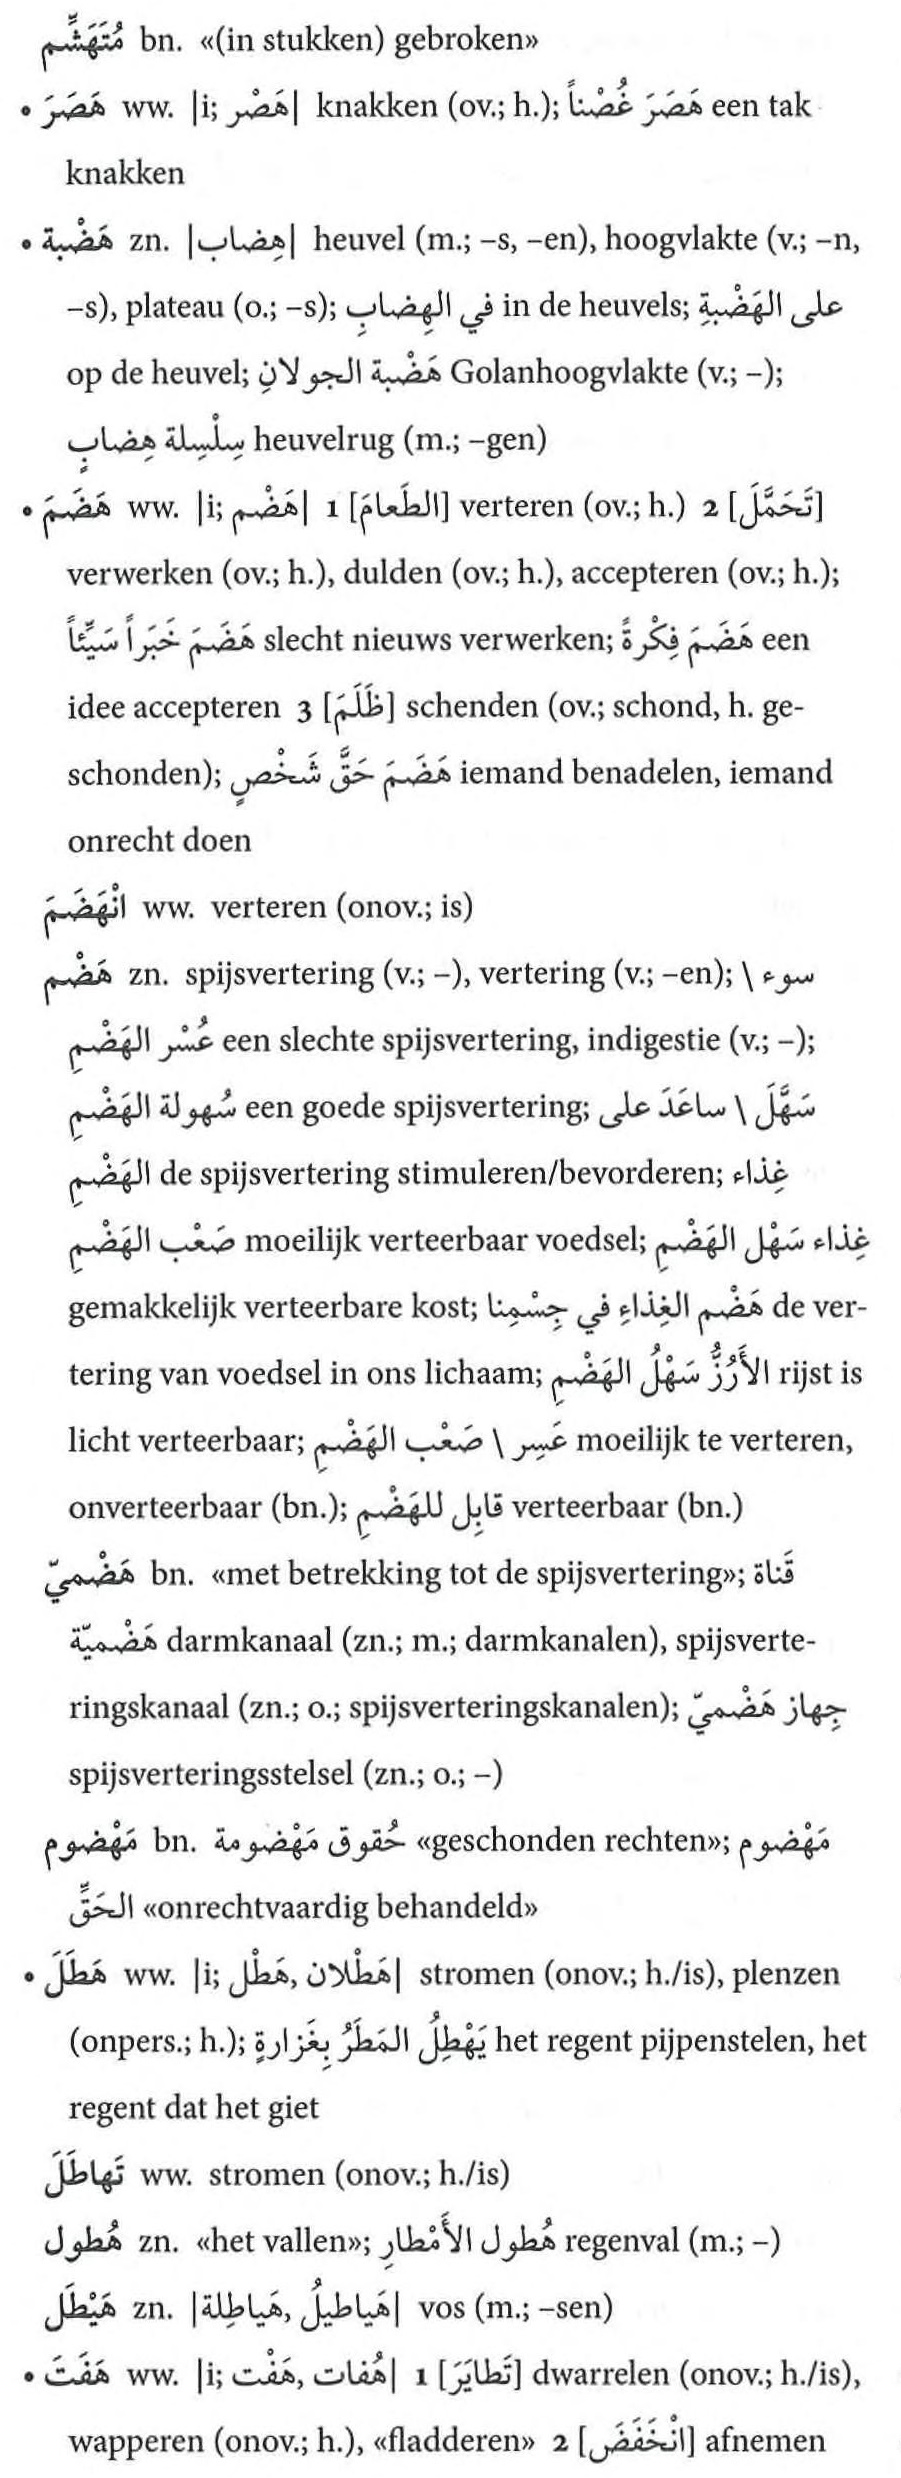 مُتَهَشِّم bn. «(in stukken) gebroken»
• هَصَرَ ww. |i; هَصْر| knakken (ov.; h.); هَصَرَ غُصْناً een tak
knakken
• هَضْبة zn. |هِضاب| heuvel (m.; –s, –en), hoogvlakte (v.; –n,
–s), plateau (o.; –s); في الهِضابِ in de heuvels; على الهَضْبةِ
op de heuvel; هَضْبة الجولانِ Golanhoogvlakte (v.; –);
سِلْسِلة هِضابٍ heuvelrug (m.; –gen)
• هَضَمَ ww. |i; هَضْم| 1 [الطَعامَ] verteren (ov.; h.) 2 [تَحَمَّلَ]
verwerken (ov.; h.), dulden (ov.; h.), accepteren (ov.; h.);
هَضَمَ خَبَراً سَيِّئاً slecht nieuws verwerken; هَضَمَ فِكْرةً een
idee accepteren 3 [ظَلَمَ] schenden (ov.; schond, h. ge-
schonden); هَضَمَ حَقَّ شَخْصٍ iemand benadelen, iemand
onrecht doen
انْهَضَمَ ww. verteren (onov.; is)
هَضْم zn. spijsvertering (v.; –), vertering (v.; –en); سوء \
عُسْر الهَضْمِ een slechte spijsvertering, indigestie (v.; –);
سُهولة الهَضْمِ een goede spijsvertering; سَهَّلَ \ ساعَدَ على
الهَضْمِ de spijsvertering stimuleren/bevorderen; غِذاء
صَعْب الهَضْمِ moeilijk verteerbaar voedsel; غِذاء سَهْل الهَضْمِ
gemakkelijk verteerbare kost; هَضْم الغِذاءِ في جِسْمِنا de ver-
tering van voedsel in ons lichaam; الأَرُزُّ سَهْلُ الهَضْمِ rijst is
licht verteerbaar; عَسِر \ صَعْب الهَضْمِ moeilijk te verteren,
onverteerbaar (bn.); قابِل للهَضْمِ verteerbaar (bn.)
هَضْميّ bn. «met betrekking tot de spijsvertering»; قَناة
هَضْميّة darmkanaal (zn.; m.; darmkanalen), spijsverte-
ringskanaal (zn.; o.; spijsverteringskanalen); جِهاز هَضْميّ
spijsverteringsstelsel (zn.; o.; –)
مَهْضوم bn. حُقوق مَهْضومة «geschonden rechten»; مَهْضوم
الحَقِّ «onrechtvaardig behandeld»
• هَطَلَ ww. |i; هَطْل, هَطْلان| stromen (onov.; h./is), plenzen
(onpers.; h.); يَهْطِلُ المَطَرُ بِغَزارةٍ het regent pijpenstelen, het
regent dat het giet
تَهاطَلَ ww. stromen (onov.; h./is)
هُطول zn. «het vallen»; هُطول الأَمْطارِ regenval (m.; –)
هَيْطَل zn. |هَياطِلة, هَياطيلُ| vos (m.; –sen)
• هَفَتَ ww. |i; هَفْت, هُفات| 1 [تَطايَرَ] dwarrelen (onov.; h./is),
wapperen (onov.; h.), «fladderen» 2 [انْخَفَضَ] afnemen